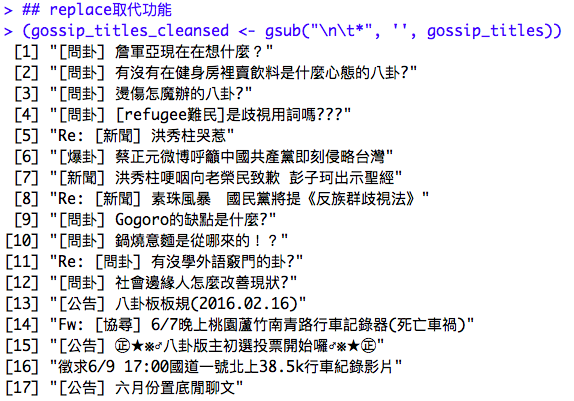 > ## replace取代功能
> (gossip_titles_cleansed <- gsub("\n\t*", '', gossip_titles))
[1] "[問卦] 詹軍亞現在在想什麼？"
[2] "[問卦] 有沒有在健身房裡賣飲料是什麼心態的八卦?"
[3] "[問卦] 燙傷怎麼辦的八卦?"
[4] "[問卦] [refugee難民]是歧視用詞嗎???"
[5] "Re: [新聞] 洪秀柱哭惹"
[6] "[爆卦] 蔡正元微博呼籲中國共產黨即刻侵略台灣"
[7] "[新聞] 洪秀柱哽咽向老榮民致歉 彭子珂出示聖經"
[8] "Re: [新聞] 素珠風暴　國民黨將提《反族群歧視法》"
[9] "[問卦] Gogoro的缺點是什麼?"
[10] "[問卦] 鍋燒意麵是從哪來的！？"
[11] "Re: [問卦] 有沒學外語竅門的卦?"
[12] "[問卦] 社會邊緣人怎麼改善現狀?"
[13] "[公告] 八卦板板規(2016.02.16)"
[14] "Fw: [協尋] 6/7晚上桃園蘆竹南青路行車記錄器(死亡車禍)"
[15] "[公告] ㊣★※♂八卦版主初選投票開始囉♂※★㊣"
[16] "徵求6/9 17:00國道一號北上38.5k行車紀錄影片"
[17] "[公告] 六月份置底閒聊文"